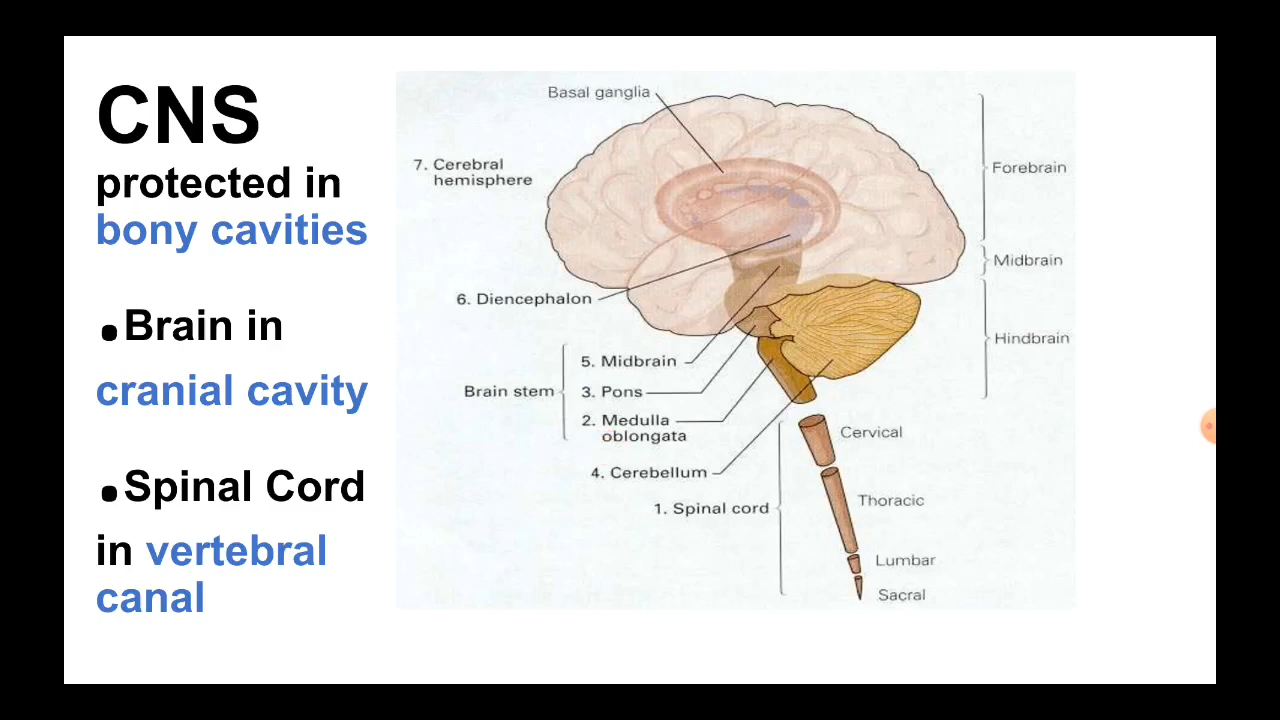 CNS
protected in
bony cavities
.Brain in
cranial cavity
.Spinal Cord
in vertebral
canal
Basal ganglia
7. Cerebral
hemisphere
6. Diencephalon
5. Midbrain
Brain stem
3. Pons
2. Medulla
oblongata
4. Cerebellum
1. Spinal cord
Forebrain
Midbrain
Hindbrain
Cervical
Thoracic
Lumbar
Sacral